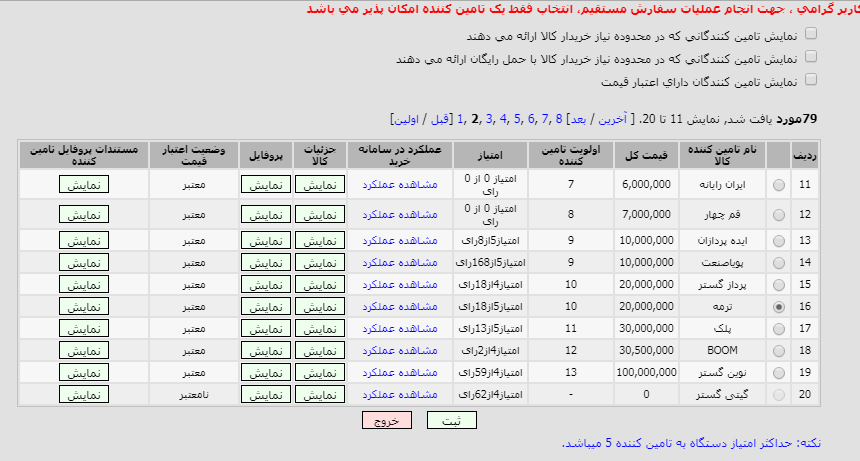 کاربر گرامي ، جهت انجام عمليات سفارش مستقيم، انتخاب فقط يک تامين کننده امکان پذير مي باشد
نمايش تامين کنندگاني که در محدوده نياز خريدار کالا ارائه مي دهند
نمايش تامين کنندگاني که در محدوده نياز خريدار کالا با حمل رايگان ارائه مي دهند
نمايش تامين کنندگان داراي اعتبار قيمت
79مورد يافت شد, نمايش 11 تا 20. [ آخرين / بعد] 8 ,7 ,6 ,5 ,4 ,3 ,2 ,1 [قبل / اولين]
رديف نام تامين کننده کالا قيمت کل اولويت تامين کننده امتياز عملکرد در سامانه خريد جزئيات کالا پروفايل وضعيت اعتبار قيمت مستندات پروفايل تامين کننده
11 ايران رايانه 6,000,000 7 امتياز 0 از 0 راى مشاهده عملکرد نمايش نمايش معتبر نمايش
12 قم چهار 7,000,000 8 امتياز 0 از 0 راى مشاهده عملکرد نمايش نمايش معتبر نمايش
13 ايده پردازان 10,000,000 9 امتياز5از8راى مشاهده عملکرد نمايش نمايش معتبر نمايش
14 پوياصنعت 10,000,000 9 امتياز5از168راى مشاهده عملکرد نمايش نمايش معتبر نمايش
15 پرداز گستر 20,000,000 10 امتياز4از18راى مشاهده عملکرد نمايش نمايش معتبر نمايش
16 ترمه 20,000,000 10 امتياز5از18راى مشاهده عملکرد نمايش نمايش معتبر نمايش
17 پلک 30,000,000 11 امتياز5از13راى مشاهده عملکرد نمايش نمايش معتبر نمايش
18 BOOM 30,500,000 12 امتياز4از2راى مشاهده عملکرد نمايش نمايش معتبر نمايش
19 نوين گستر 100,000,000 13 امتياز4از59راى مشاهده عملکرد نمايش نمايش معتبر نمايش
20 گيتي گستر 0 - امتياز4از62راى مشاهده عملکرد نمايش نمايش نامعتبر نمايش
ثبت خروج
نکته: حداکثر امتياز دستگاه به تامين کننده 5 ميباشد.